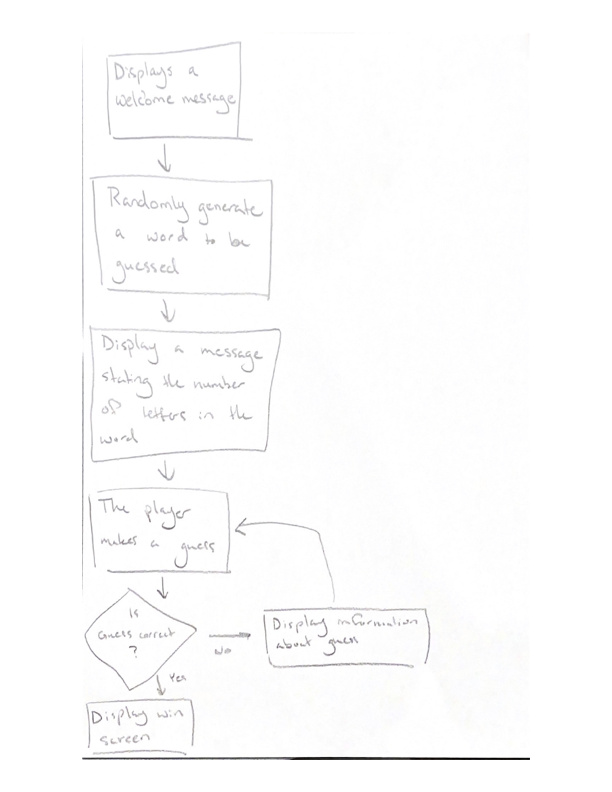 Displays a
welcome message
Randomly generate
a word to be
guessed
Display a message
stating the number
of letters in the
word
The player
makes a guess
Is
Guess correct
?
No
Display information
about guess
Yes
Display win
screen